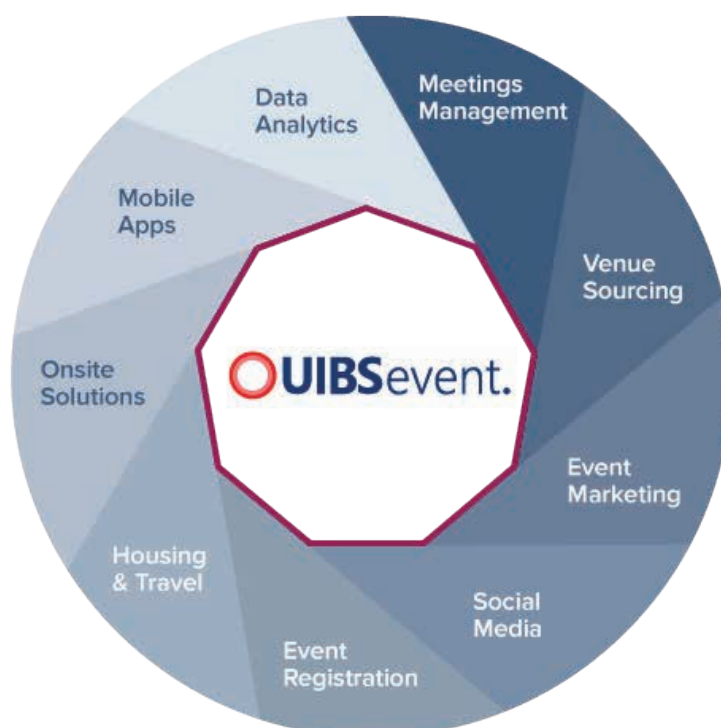 Meetings
Management
Venue
Sourcing
Event
Marketing
Social
Media
Event
Registration
Housing
& Travel
Onsite
Solutions
Mobile
Apps
Data
Analytics
UIBSevent.